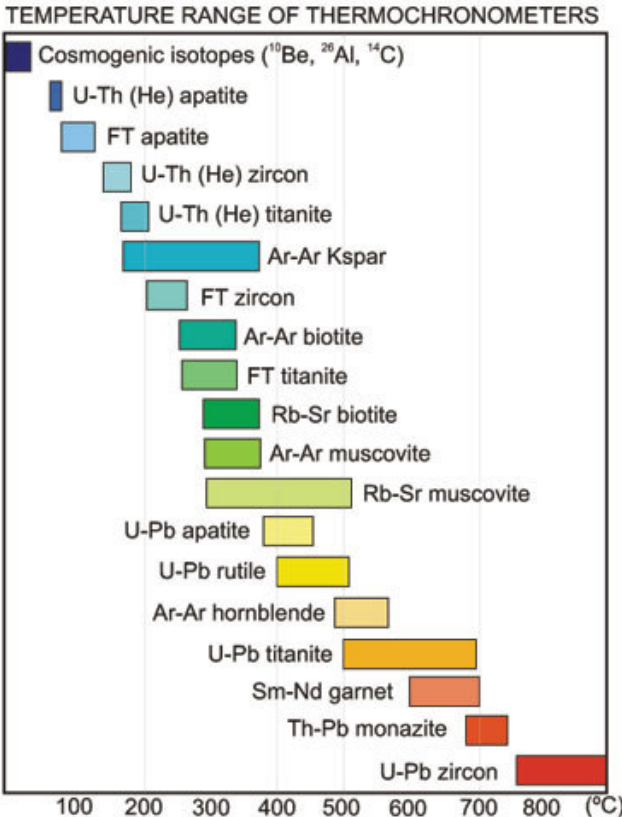 TEMPERATURE RANGE OF THERMOCHRONOMETERS
Cosmogenic isotopes (¹⁰Be, ²⁶Al, ¹⁴C)
U-Th (He) apatite
FT apatite
U-Th (He) zircon
U-Th (He) titanite
Ar-Ar Kspar
FT zircon
Ar-Ar biotite
FT titanite
Rb-Sr biotite
Ar-Ar muscovite
Rb-Sr muscovite
U-Pb apatite
U-Pb rutile
Ar-Ar hornblende
U-Pb titanite
Sm-Nd garnet
Th-Pb monazite
U-Pb zircon
100 200 300 400 500 600 700 800 (ºC)